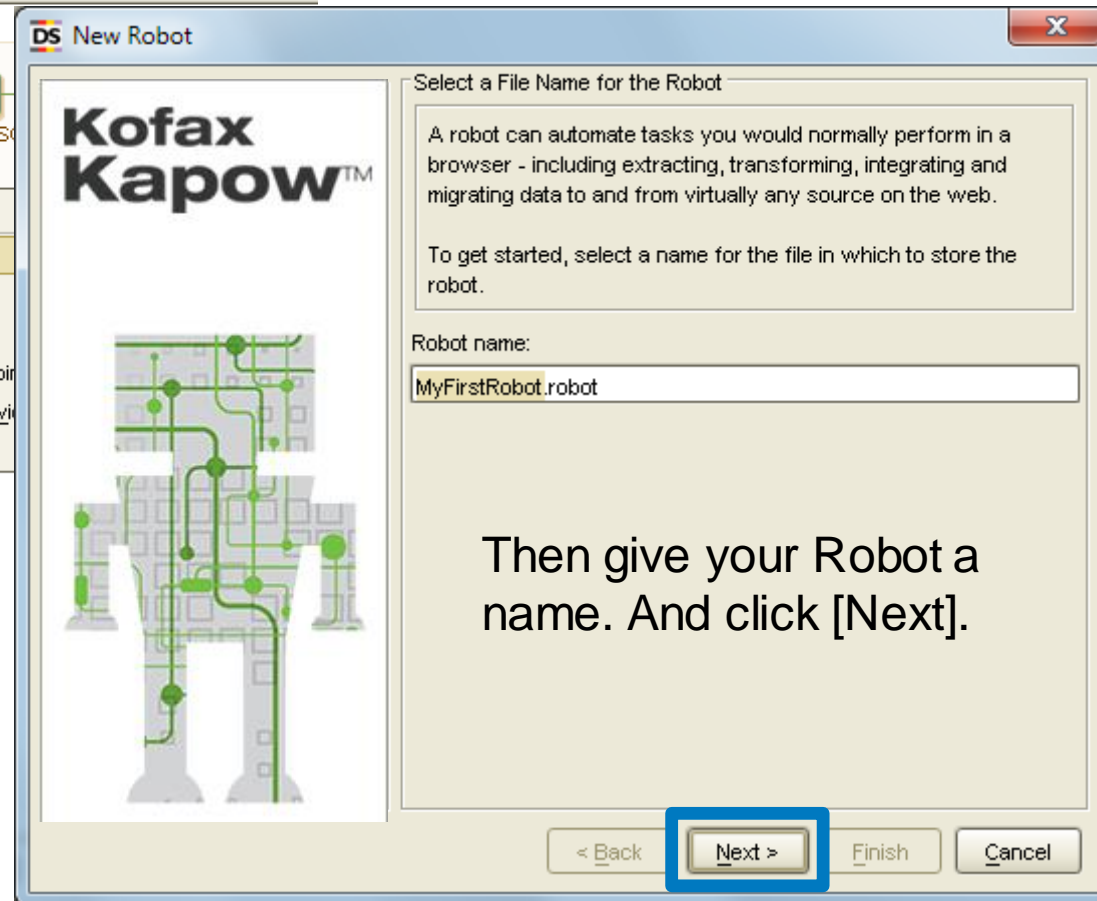 DS New Robot
Kofax
Kapow™
Select a File Name for the Robot
A robot can automate tasks you would normally perform in a
browser - including extracting, transforming, integrating and
migrating data to and from virtually any source on the web.
To get started, select a name for the file in which to store the
robot.
Robot name:
MyFirstRobot.robot
Then give your Robot a
name. And click [Next].
< Back Next > Finish Cancel